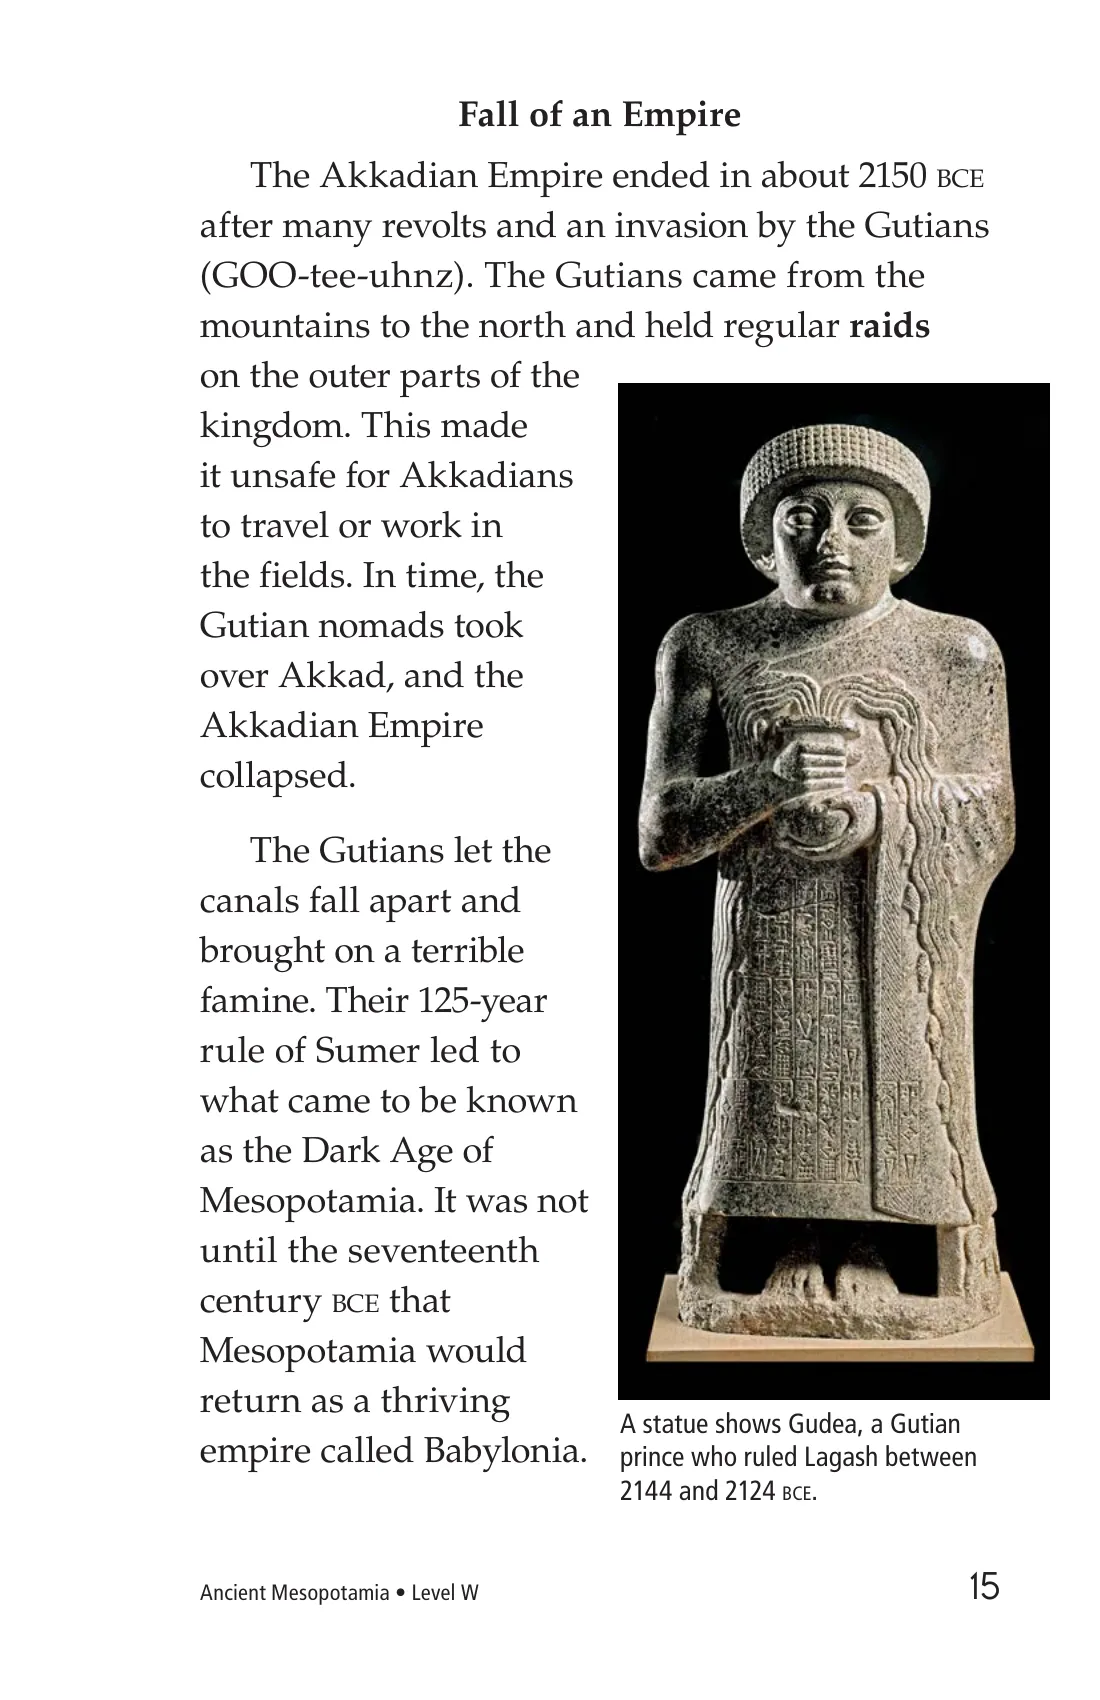 Fall of an Empire
The Akkadian Empire ended in about 2150 BCE
after many revolts and an invasion by the Gutians
(GOO-tee-uhnz). The Gutians came from the
mountains to the north and held regular raids
on the outer parts of the
kingdom. This made
it unsafe for Akkadians
to travel or work in
the fields. In time, the
Gutian nomads took
over Akkad, and the
Akkadian Empire
collapsed.
The Gutians let the
canals fall apart and
brought on a terrible
famine. Their 125-year
rule of Sumer led to
what came to be known
as the Dark Age of
Mesopotamia. It was not
until the seventeenth
century BCE that
Mesopotamia would
return as a thriving
empire called Babylonia.
A statue shows Gudea, a Gutian
prince who ruled Lagash between
2144 and 2124 BCE.
Ancient Mesopotamia • Level W
15